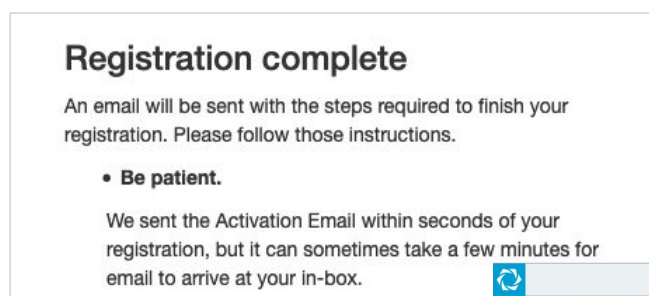 Registration complete
An email will be sent with the steps required to finish your
registration. Please follow those instructions.
• Be patient.
We sent the Activation Email within seconds of your
registration, but it can sometimes take a few minutes for
email to arrive at your in-box.